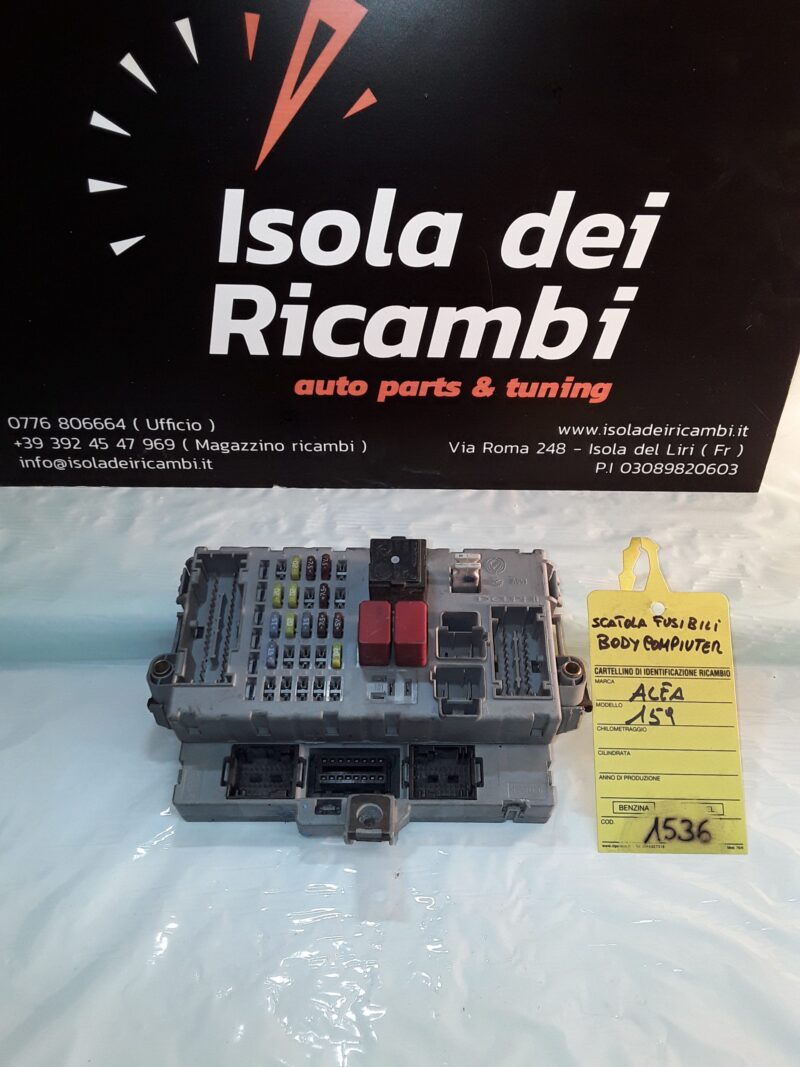 Isola dei
Ricambi
auto parts & tuning
0776 806664 ( Ufficio )
+39 392 45 47 969 ( Magazzino ricambi )
info@isoladeiricambi.it
www.isoladeiricambi.it
Via Roma 248 - Isola del Liri ( Fr )
P.I 03089820603
DELPHI
SCATOLA FUSIBILI
BODY COMPIUTER
CARTELLINO DI IDENTIFICAZIONE RICAMBIO
MARCA
ALFA
MODELLO
159
CHILOMETRAGGIO
CILINDRATA
ANNO DI PRODUZIONE
BENZINA
COD.
1536